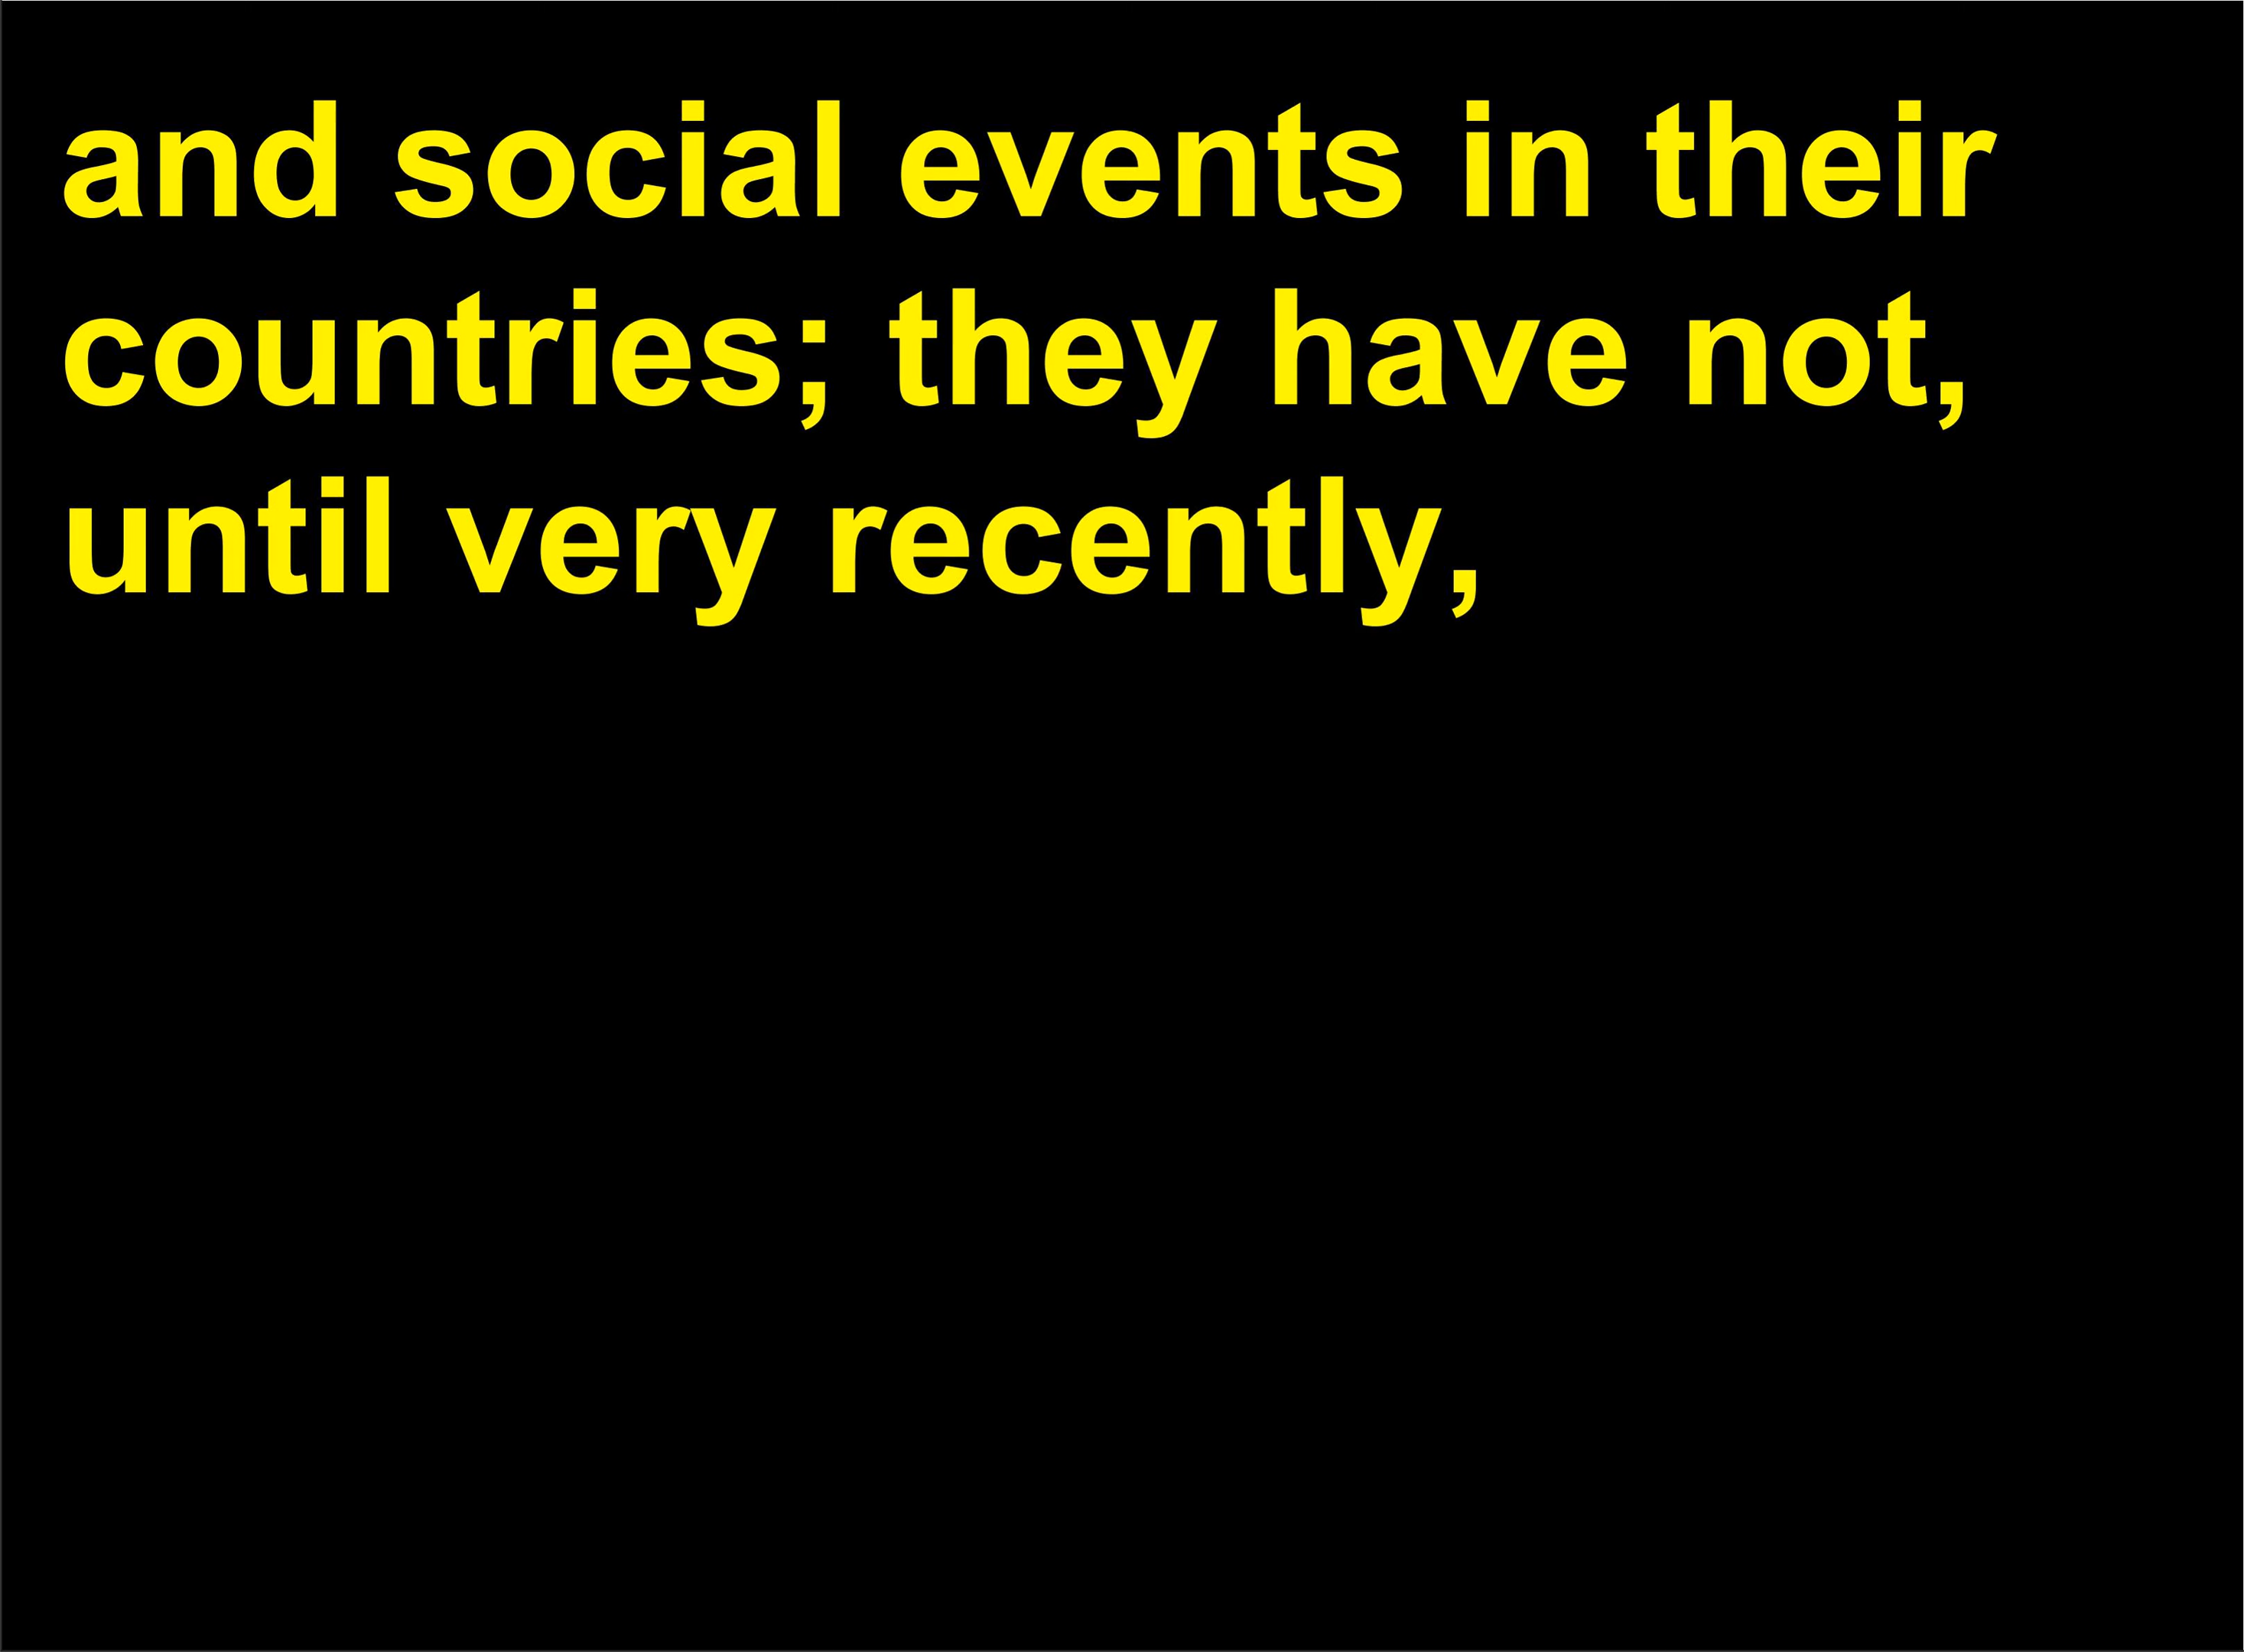 and social events in their
countries; they have not,
until very recently,